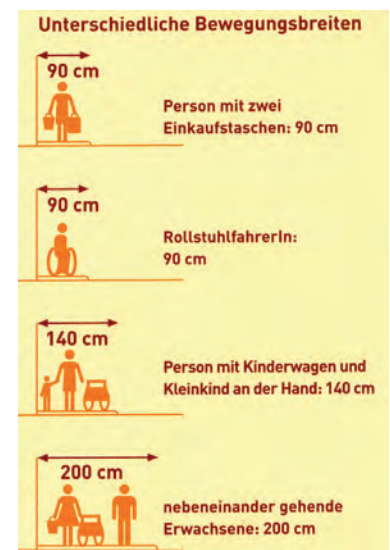 Unterschiedliche Bewegungsbreiten
90 cm
Person mit zwei
Einkaufstaschen: 90 cm
90 cm
RollstuhlfahrerIn:
90 cm
140 cm
Person mit Kinderwagen und
Kleinkind an der Hand: 140 cm
200 cm
nebeneinander gehende
Erwachsene: 200 cm